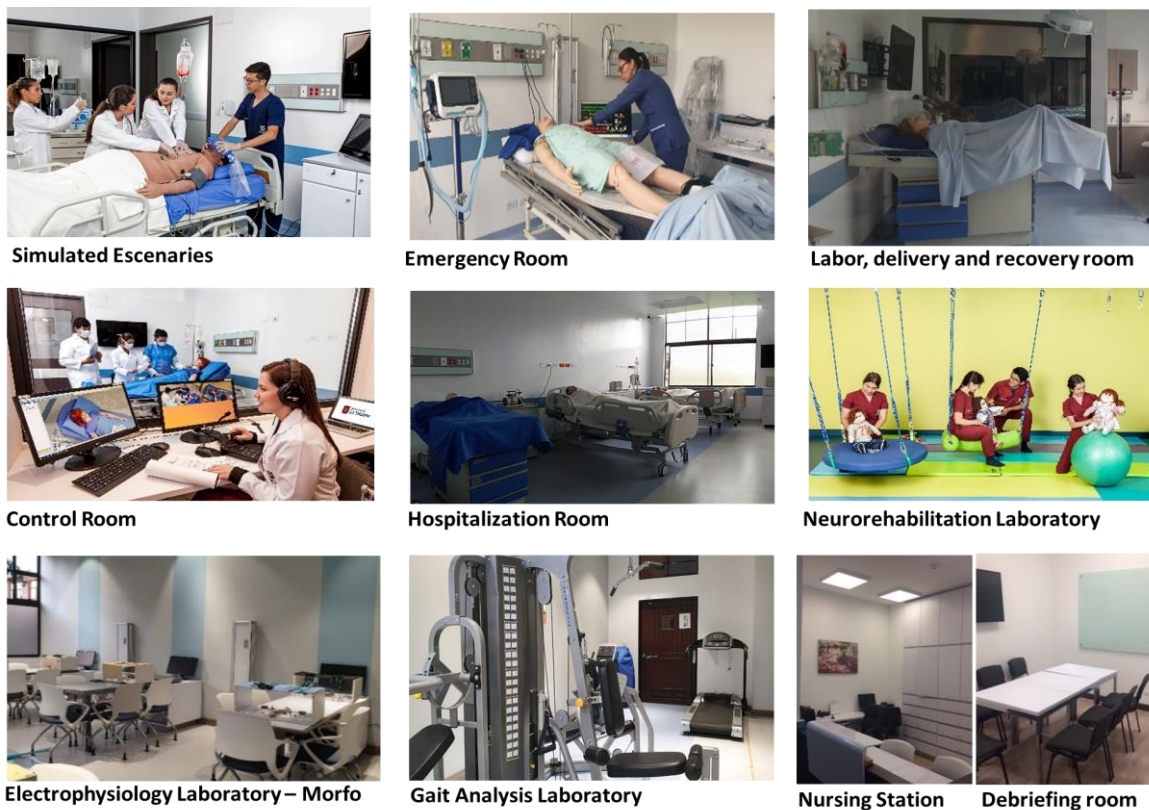 Simulated Escenaries
Emergency Room
Labor, delivery and recovery room
Control Room
Hospitalization Room
Neurorehabilitation Laboratory
Electrophysiology Laboratory – Morfo
Gait Analysis Laboratory
Nursing Station
Debriefing room